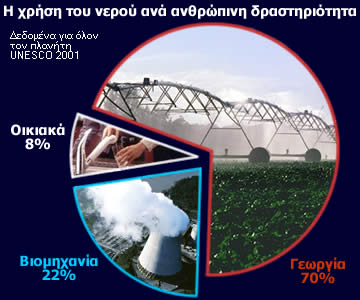 Η χρήση του νερού ανά ανθρώπινη δραστηριότητα
Δεδομένα για όλον
τον πλανήτη
UNESCO 2001
Οικιακά
8%
Βιομηχανία
22%
Γεωργία
70%